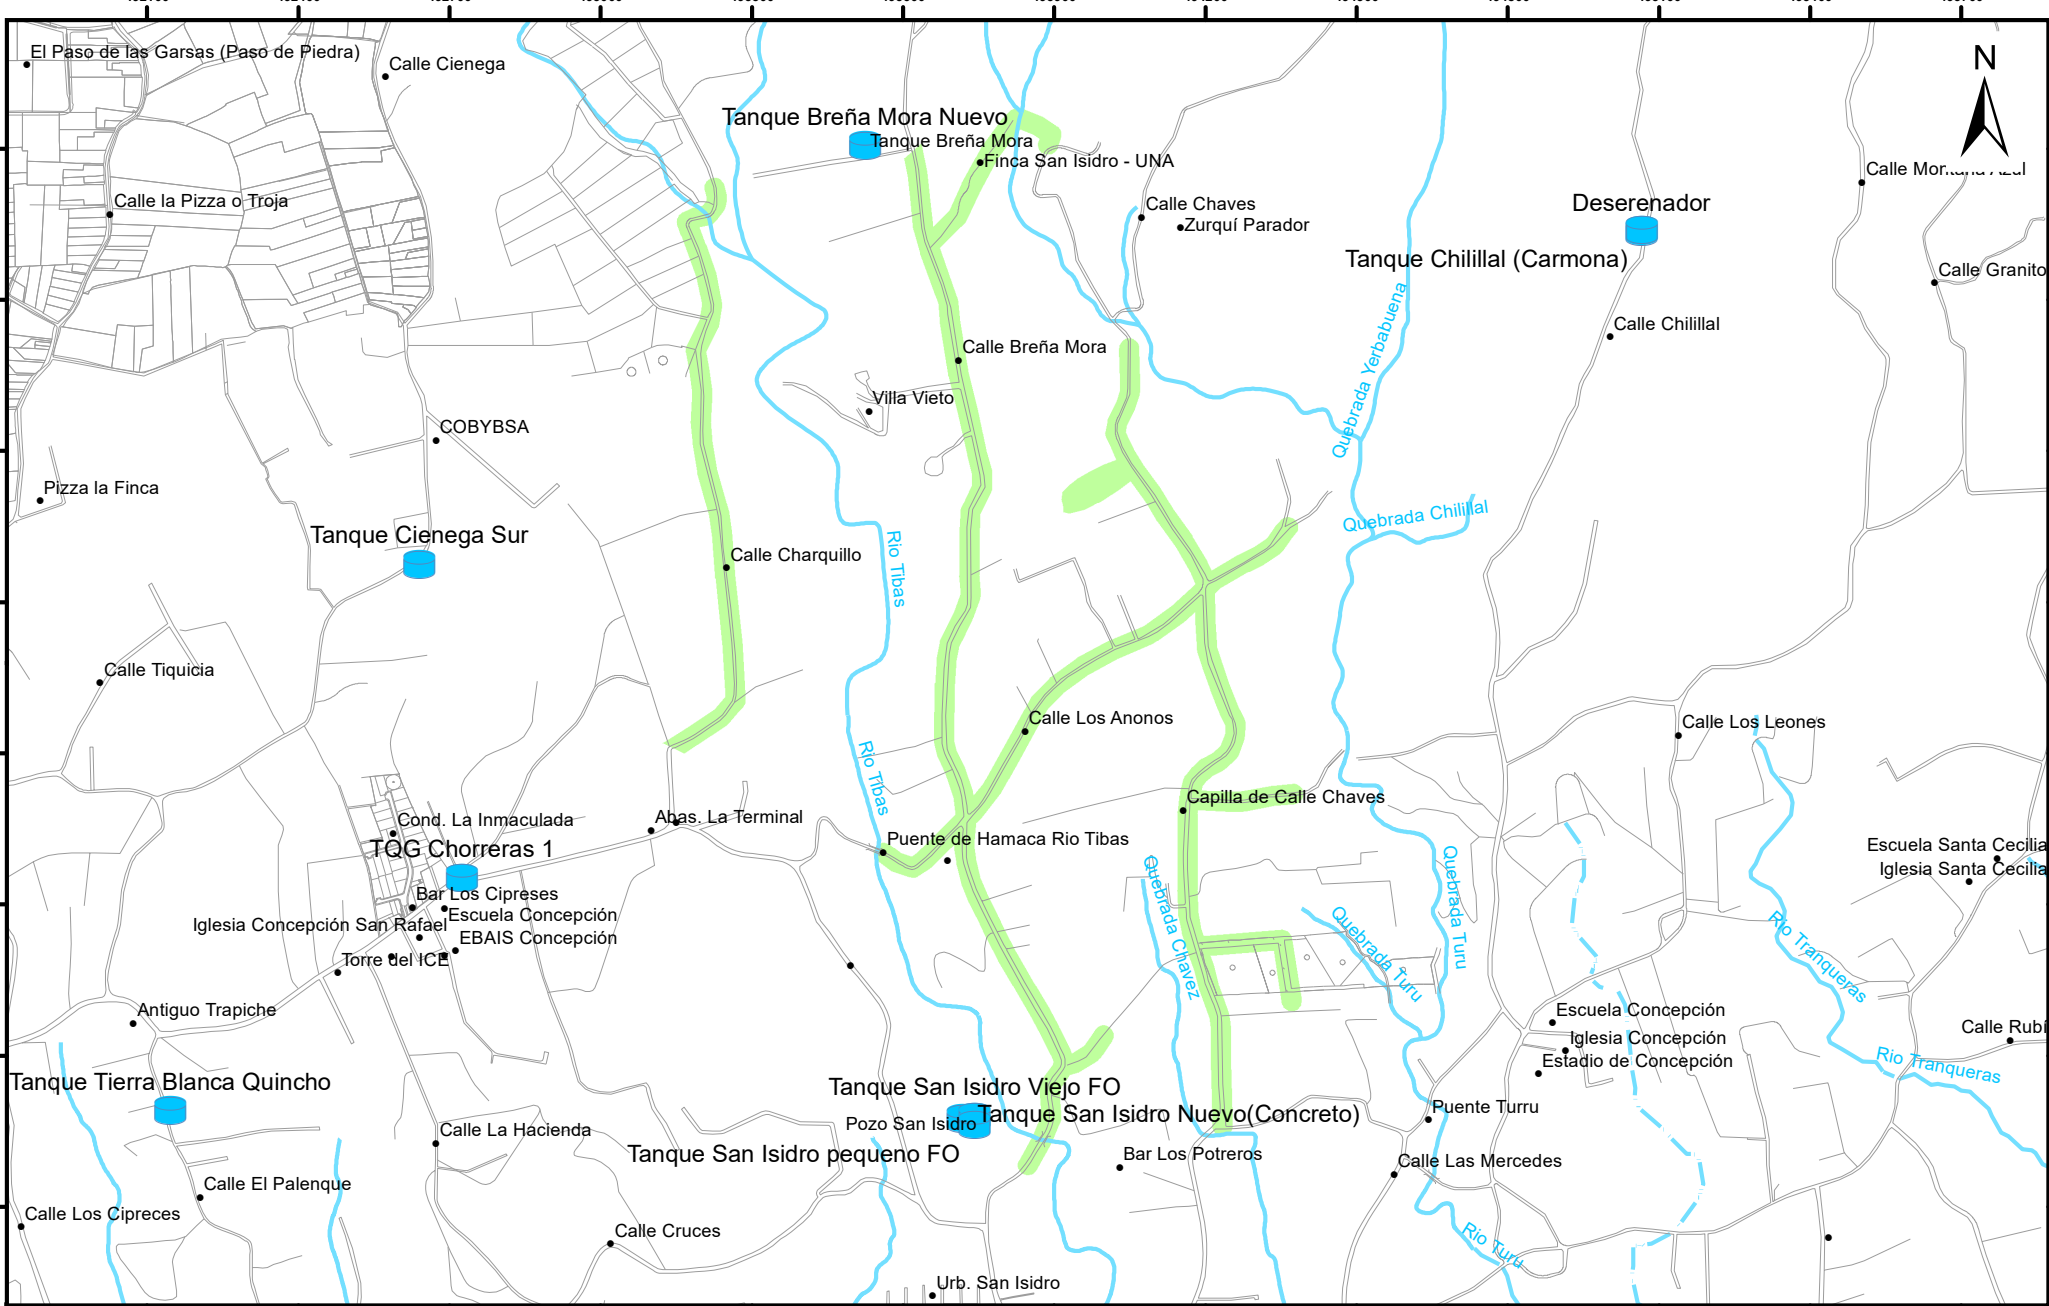 El Paso de las Garsas (Paso de Piedra)
Calle Cienega
N
Tanque Breña Mora Nuevo
Tanque Breña Mora
Finca San Isidro - UNA
Calle
Calle la Pizza o Troja
Calle Chaves
Zurquí Parador
Deserenador
Tanque Chilillal (Carmona)
Calle Granito
Quebrada Yerbabuena
Calle Chilillal
Calle Breña Mora
Villa Vieto
COBYBSA
Pizza la Finca
Quebrada Chilillal
Tanque Cienega Sur
Calle Charquillo
Rio Tibas
Calle Tiquicia
Calle Los Anonos
Calle Los Leones
Rio Tibas
Capilla de Calle Chaves
Cond. La Inmaculada
Abas. La Terminal
TQG Chorreras 1
Puente de Hamaca Rio Tibas
Escuela Santa Cecilia
Iglesia Santa Cecilia
Bar Los Cipreses
Escuela Concepción
Iglesia Concepción San Rafael
EBAIS Concepción
Torre del ICE
Quebrada Chavez
Quebrada Turu
Quebrada Turu
Rio Tranqueras
Antiguo Trapiche
Escuela Concepción
Iglesia Concepción
Estadio de Concepción
Calle Rubí
Rio Tranqueras
Tanque Tierra Blanca Quincho
Tanque San Isidro Viejo FO
Tanque San Isidro Nuevo(Concreto)
Pozo San Isidro
Puente Turru
Calle La Hacienda
Tanque San Isidro pequeno FO
Bar Los Potreros
Calle Las Mercedes
Calle El Palenque
Calle Los Cipreces
Calle Cruces
Rio Turu
Urb. San Isidro